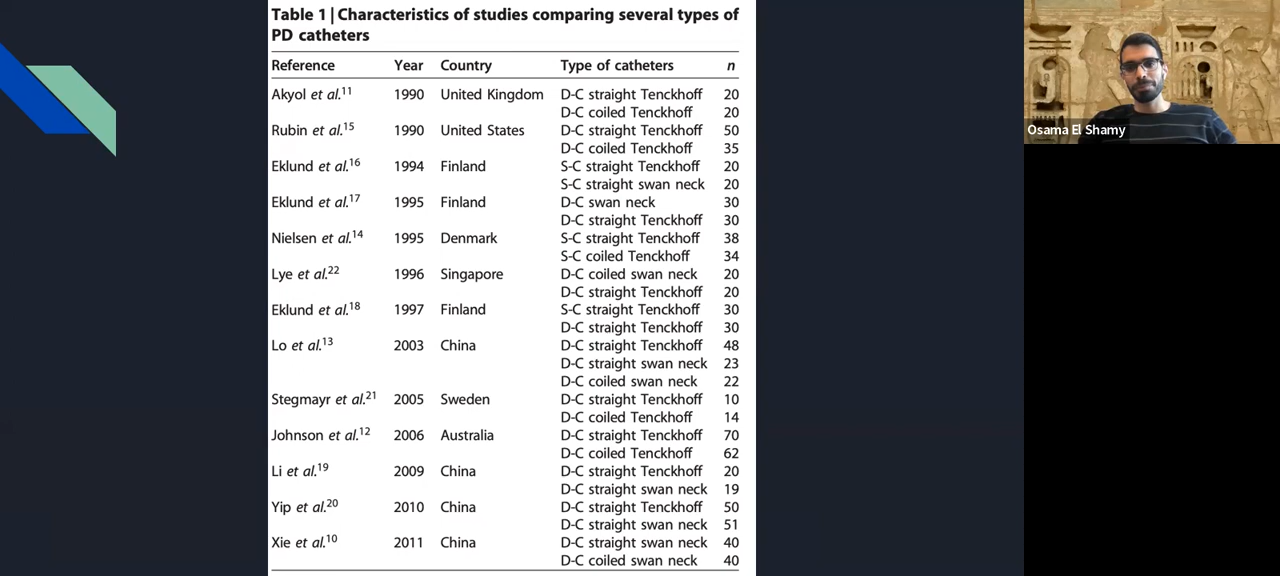 Table 1 | Characteristics of studies comparing several types of
PD catheters
Reference Year Country Type of catheters n
Akyol et al.11 1990 United Kingdom D-C straight Tenckhoff 20
D-C coiled Tenckhoff 20
Rubin et al.15 1990 United States D-C straight Tenckhoff 50
D-C coiled Tenckhoff 35
Eklund et al.16 1994 Finland S-C straight Tenckhoff 20
S-C straight swan neck 20
Eklund et al.17 1995 Finland D-C swan neck 30
D-C straight Tenckhoff 30
Nielsen et al.14 1995 Denmark S-C straight Tenckhoff 38
S-C coiled Tenckhoff 34
Lye et al.22 1996 Singapore D-C coiled swan neck 20
D-C straight Tenckhoff 20
Eklund et al.18 1997 Finland S-C straight Tenckhoff 30
D-C straight Tenckhoff 30
Lo et al.13 2003 China D-C straight Tenckhoff 48
D-C straight swan neck 23
D-C coiled swan neck 22
Stegmayr et al.21 2005 Sweden D-C straight Tenckhoff 10
D-C coiled Tenckhoff 14
Johnson et al.12 2006 Australia D-C straight Tenckhoff 70
D-C coiled Tenckhoff 62
Li et al.19 2009 China D-C straight Tenckhoff 20
D-C straight swan neck 19
Yip et al.20 2010 China D-C straight Tenckhoff 50
D-C straight swan neck 51
Xie et al.10 2011 China D-C straight swan neck 40
D-C coiled swan neck 40
Osama El Shamy